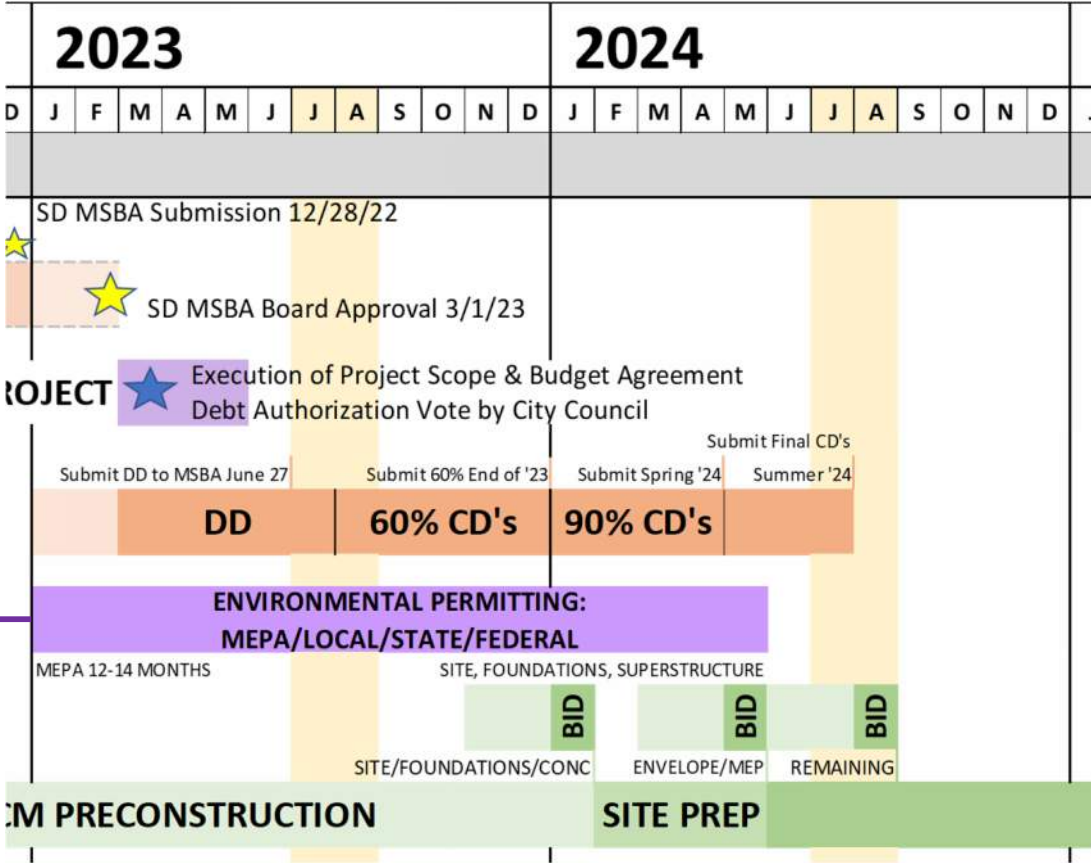 2023 2024
D J F M A M J J A S O N D J F M A M J J A S O N D
SD MSBA Submission 12/28/22
SD MSBA Board Approval 3/1/23
ROJECT
Execution of Project Scope & Budget Agreement
Debt Authorization Vote by City Council
Submit Final CD's
Submit DD to MSBA June 27 Submit 60% End of '23 Submit Spring '24 Summer '24
DD 60% CD's 90% CD's
ENVIRONMENTAL PERMITTING:
MEPA/LOCAL/STATE/FEDERAL
MEPA 12-14 MONTHS SITE, FOUNDATIONS, SUPERSTRUCTURE
BID BID BID
SITE/FOUNDATIONS/CONC ENVELOPE/MEP REMAINING
CM PRECONSTRUCTION SITE PREP